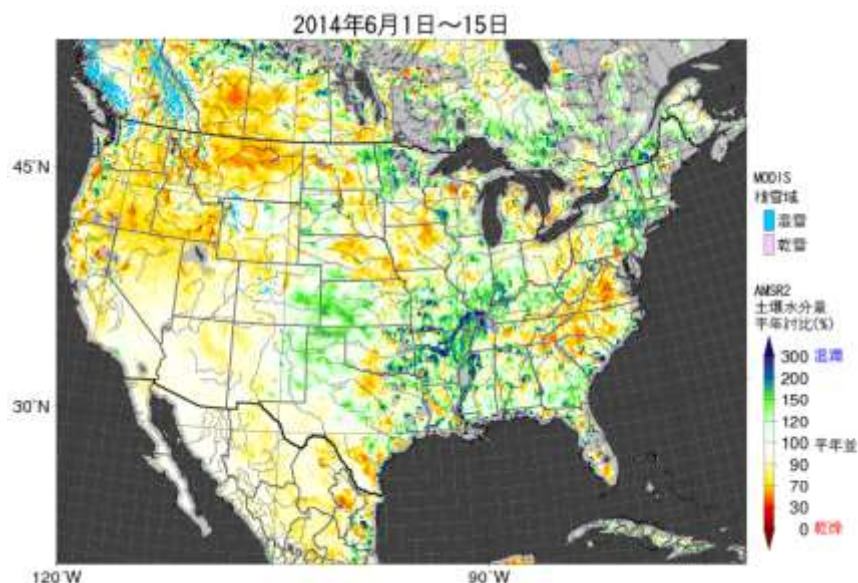 2014年6月1日～15日
45°N
30°N
120°W
90°W
MODIS
積雪域
湿雪
乾雪
AMSR2
土壌水分量
平年対比(%)
300 湿潤
200
150
120
100 平年並
90
70
30
0 乾燥